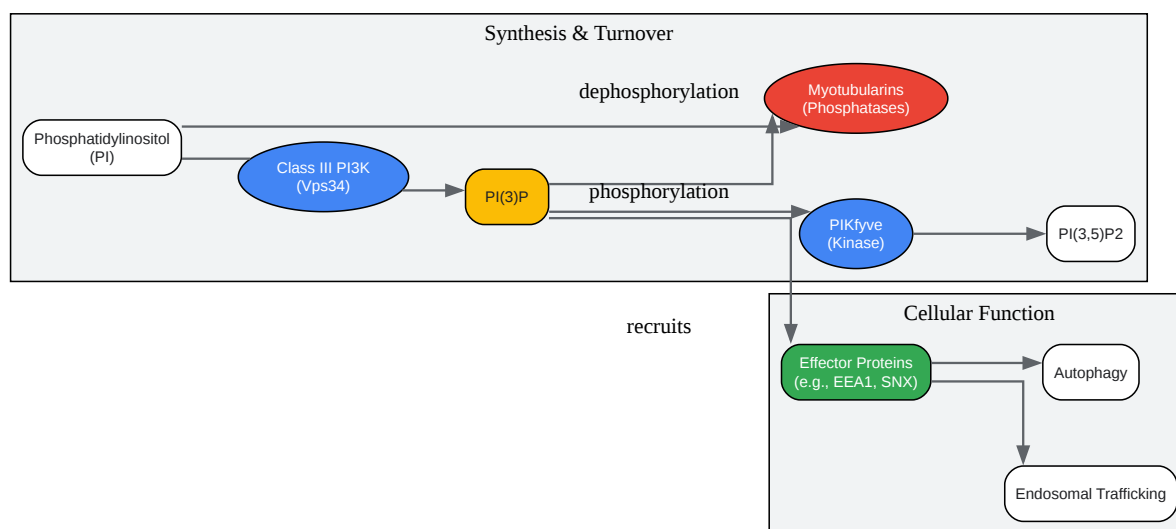 Synthesis & Turnover
dephosphorylation
Myotubularins
(Phosphatases)
Phosphatidylinositol
(PI)
Class III PI3K
(Vps34)
PI(3)P
phosphorylation
PIKfyve
(Kinase)
PI(3,5)P2
Cellular Function
recruits
Effector Proteins
(e.g., EEA1, SNX)
Autophagy
Endosomal Trafficking